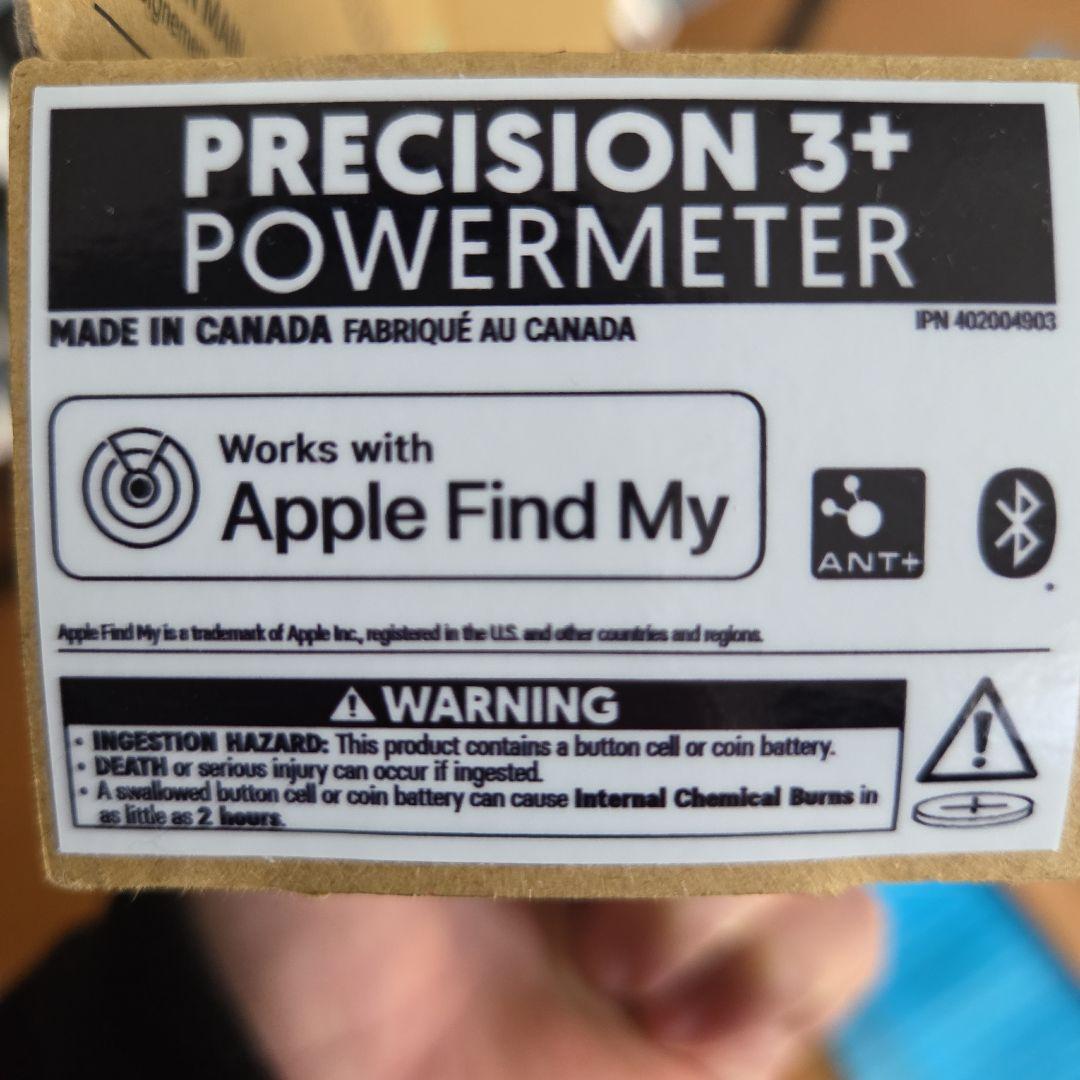 PRECISION 3+
POWERMETER
MADE IN CANADA FABRIQUÉ AU CANADA
IPN 402004903
Works with
Apple Find My
ANT+
Apple Find My is a trademark of Apple Inc., registered in the U.S. and other countries and regions.
WARNING
• INGESTION HAZARD: This product contains a button cell or coin battery.
• DEATH or serious injury can occur if ingested.
• A swallowed button cell or coin battery can cause Internal Chemical Burns in
as little as 2 hours.